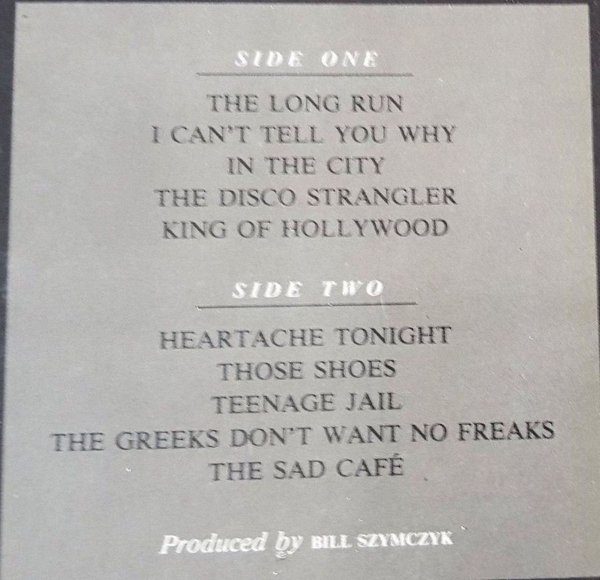 SIDE ONE
THE LONG RUN
I CAN'T TELL YOU WHY
IN THE CITY
THE DISCO STRANGLER
KING OF HOLLYWOOD
SIDE TWO
HEARTACHE TONIGHT
THOSE SHOES
TEENAGE JAIL
THE GREEKS DON'T WANT NO FREAKS
THE SAD CAFÉ
Produced by BILL SZYMCZYK